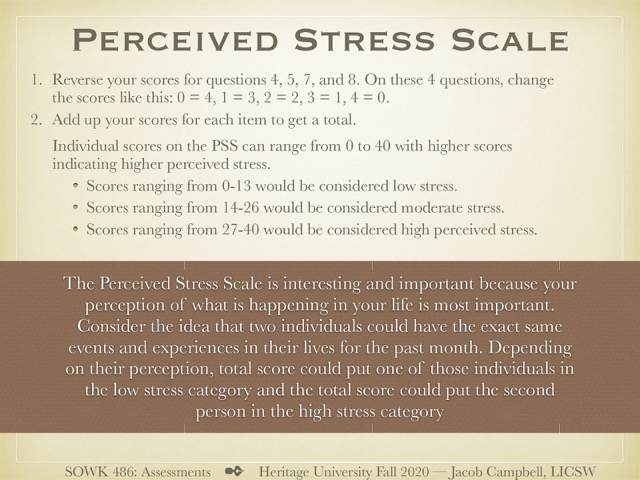 Perceived Stress Scale
1. Reverse your scores for questions 4, 5, 7, and 8. On these 4 questions, change
the scores like this: 0 = 4, 1 = 3, 2 = 2, 3 = 1, 4 = 0.
2. Add up your scores for each item to get a total.
Individual scores on the PSS can range from 0 to 40 with higher scores
indicating higher perceived stress.
• Scores ranging from 0-13 would be considered low stress.
• Scores ranging from 14-26 would be considered moderate stress.
• Scores ranging from 27-40 would be considered high perceived stress.
The Perceived Stress Scale is interesting and important because your
perception of what is happening in your life is most important.
Consider the idea that two individuals could have the exact same
events and experiences in their lives for the past month. Depending
on their perception, total score could put one of those individuals in
the low stress category and the total score could put the second
person in the high stress category
SOWK 486: Assessments Heritage University Fall 2020 — Jacob Campbell, LICSW